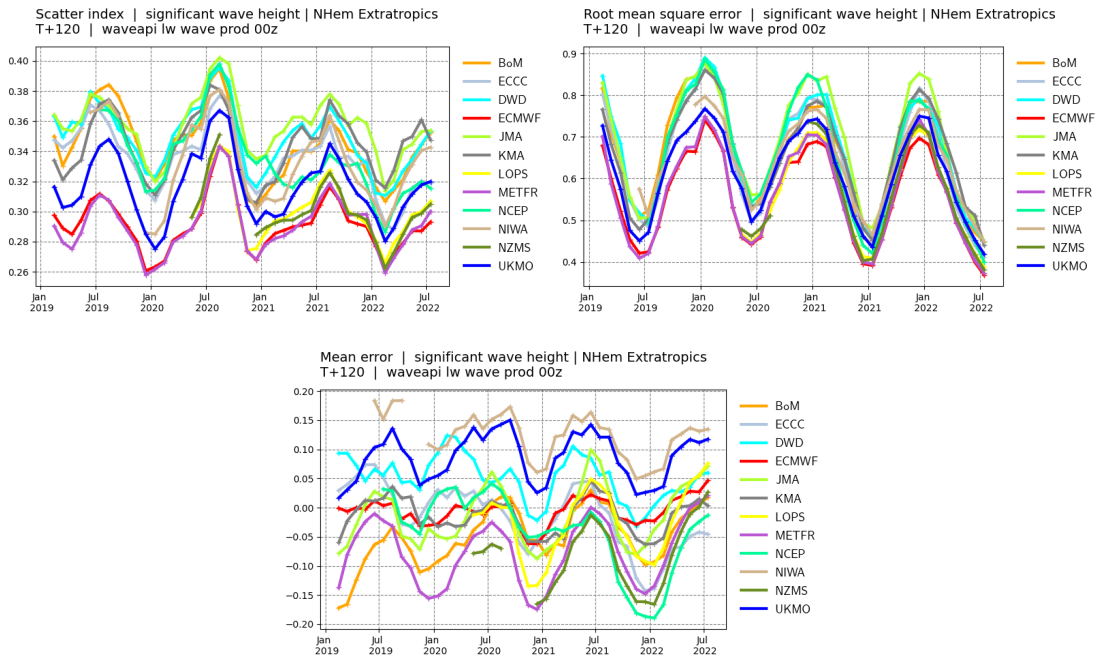 Scatter index | significant wave height | NHem Extratropics
T+120 | waveapi lw wave prod 00z
0.40
0.38
0.36
0.34
0.32
0.30
0.28
0.26
Jan 2019
Jul 2019
Jan 2020
Jul 2020
Jan 2021
Jul 2021
Jan 2022
Jul 2022
BoM
ECCC
DWD
ECMWF
JMA
KMA
LOPS
METFR
NCEP
NIWA
NZMS
UKMO
Root mean square error | significant wave height | NHem Extratropics
T+120 | waveapi lw wave prod 00z
0.9
0.8
0.7
0.6
0.5
0.4
Jan 2019
Jul 2019
Jan 2020
Jul 2020
Jan 2021
Jul 2021
Jan 2022
Jul 2022
BoM
ECCC
DWD
ECMWF
JMA
KMA
LOPS
METFR
NCEP
NIWA
NZMS
UKMO
Mean error | significant wave height | NHem Extratropics
T+120 | waveapi lw wave prod 00z
0.20
0.15
0.10
0.05
0.00
−0.05
−0.10
−0.15
−0.20
Jan 2019
Jul 2019
Jan 2020
Jul 2020
Jan 2021
Jul 2021
Jan 2022
Jul 2022
BoM
ECCC
DWD
ECMWF
JMA
KMA
LOPS
METFR
NCEP
NIWA
NZMS
UKMO